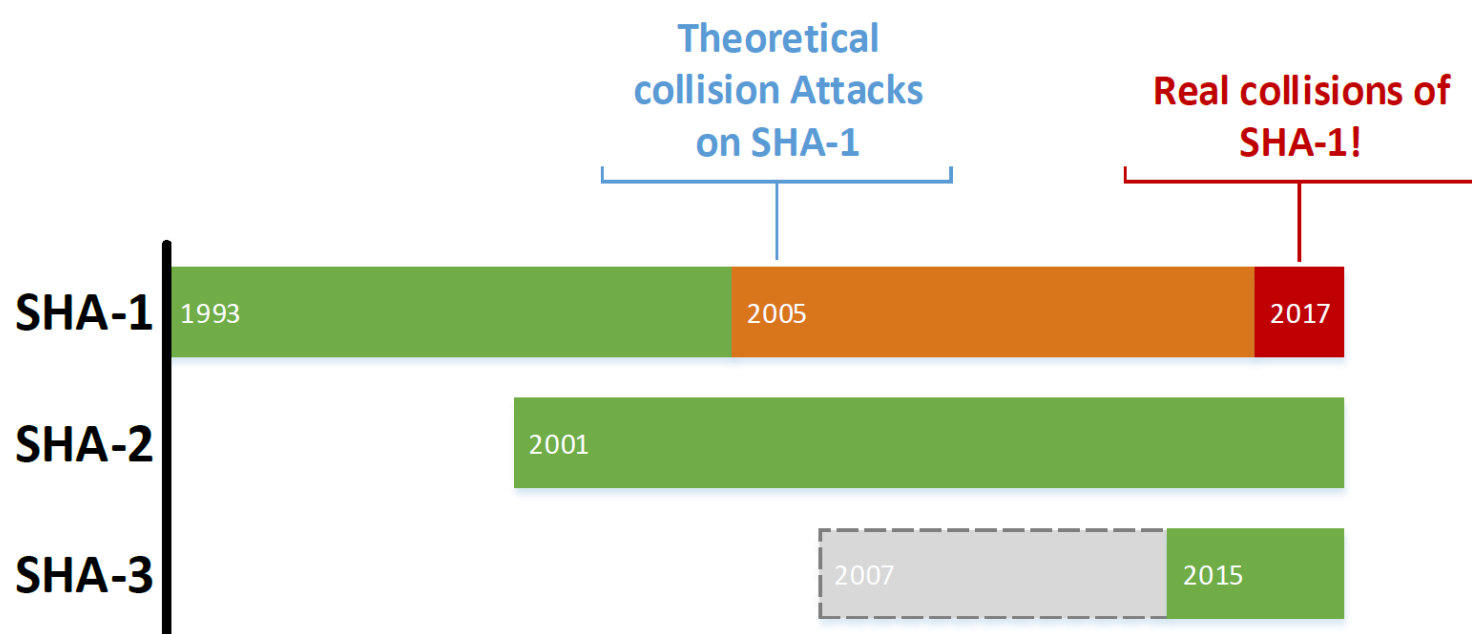 Theoretical
collision Attacks
on SHA-1
Real collisions of
SHA-1!
SHA-1
1993
2005
2017
SHA-2
2001
SHA-3
2007
2015